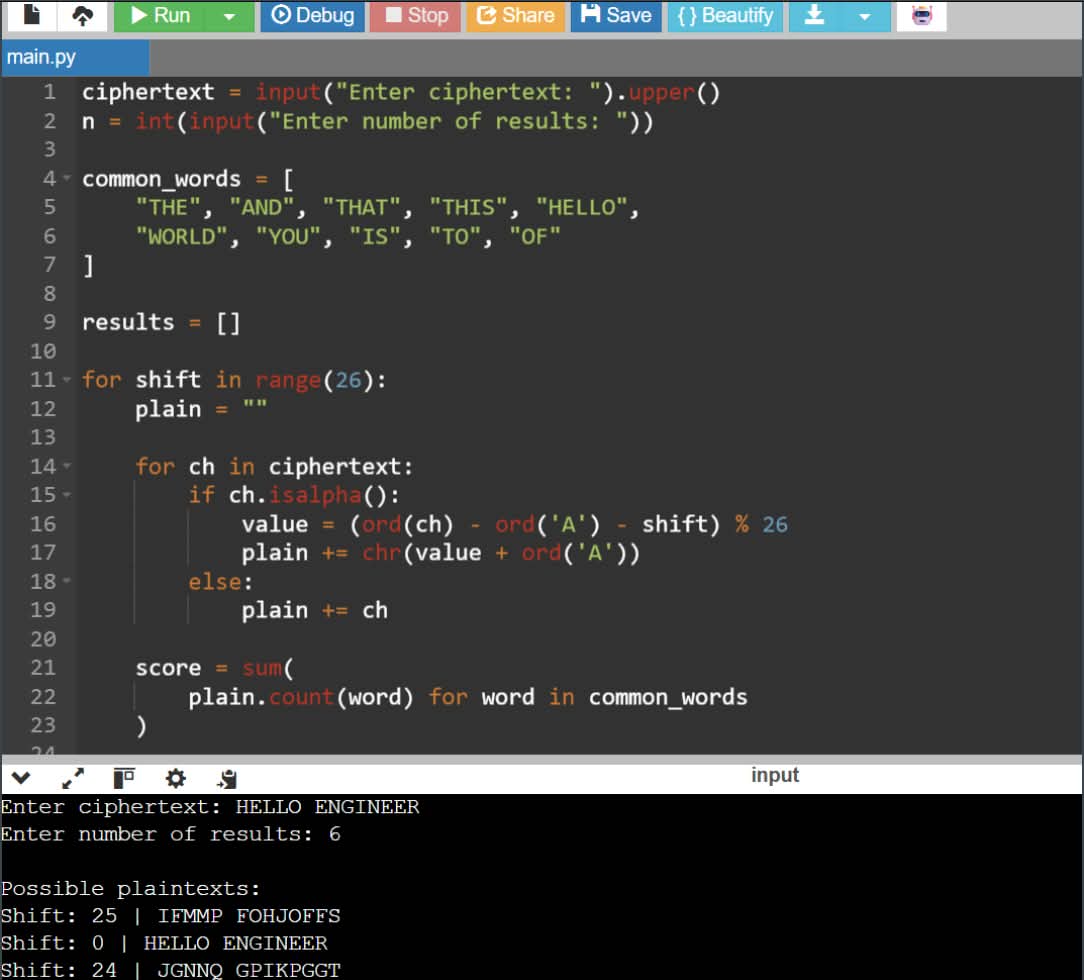 Run Debug Stop Share Save {} Beautify
main.py
1 ciphertext = input("Enter ciphertext: ").upper()
2 n = int(input("Enter number of results: "))
3
4 common_words = [
5     "THE", "AND", "THAT", "THIS", "HELLO",
6     "WORLD", "YOU", "IS", "TO", "OF"
7 ]
8
9 results = []
10
11 for shift in range(26):
12     plain = ""
13
14     for ch in ciphertext:
15         if ch.isalpha():
16             value = (ord(ch) - ord('A') - shift) % 26
17             plain += chr(value + ord('A'))
18         else:
19             plain += ch
20
21     score = sum(
22         plain.count(word) for word in common_words
23     )
24
input
Enter ciphertext: HELLO ENGINEER
Enter number of results: 6

Possible plaintexts:
Shift: 25 | IFMMP FOHJOFFS
Shift: 0 | HELLO ENGINEER
Shift: 24 | JGNNQ GPIKPGGT